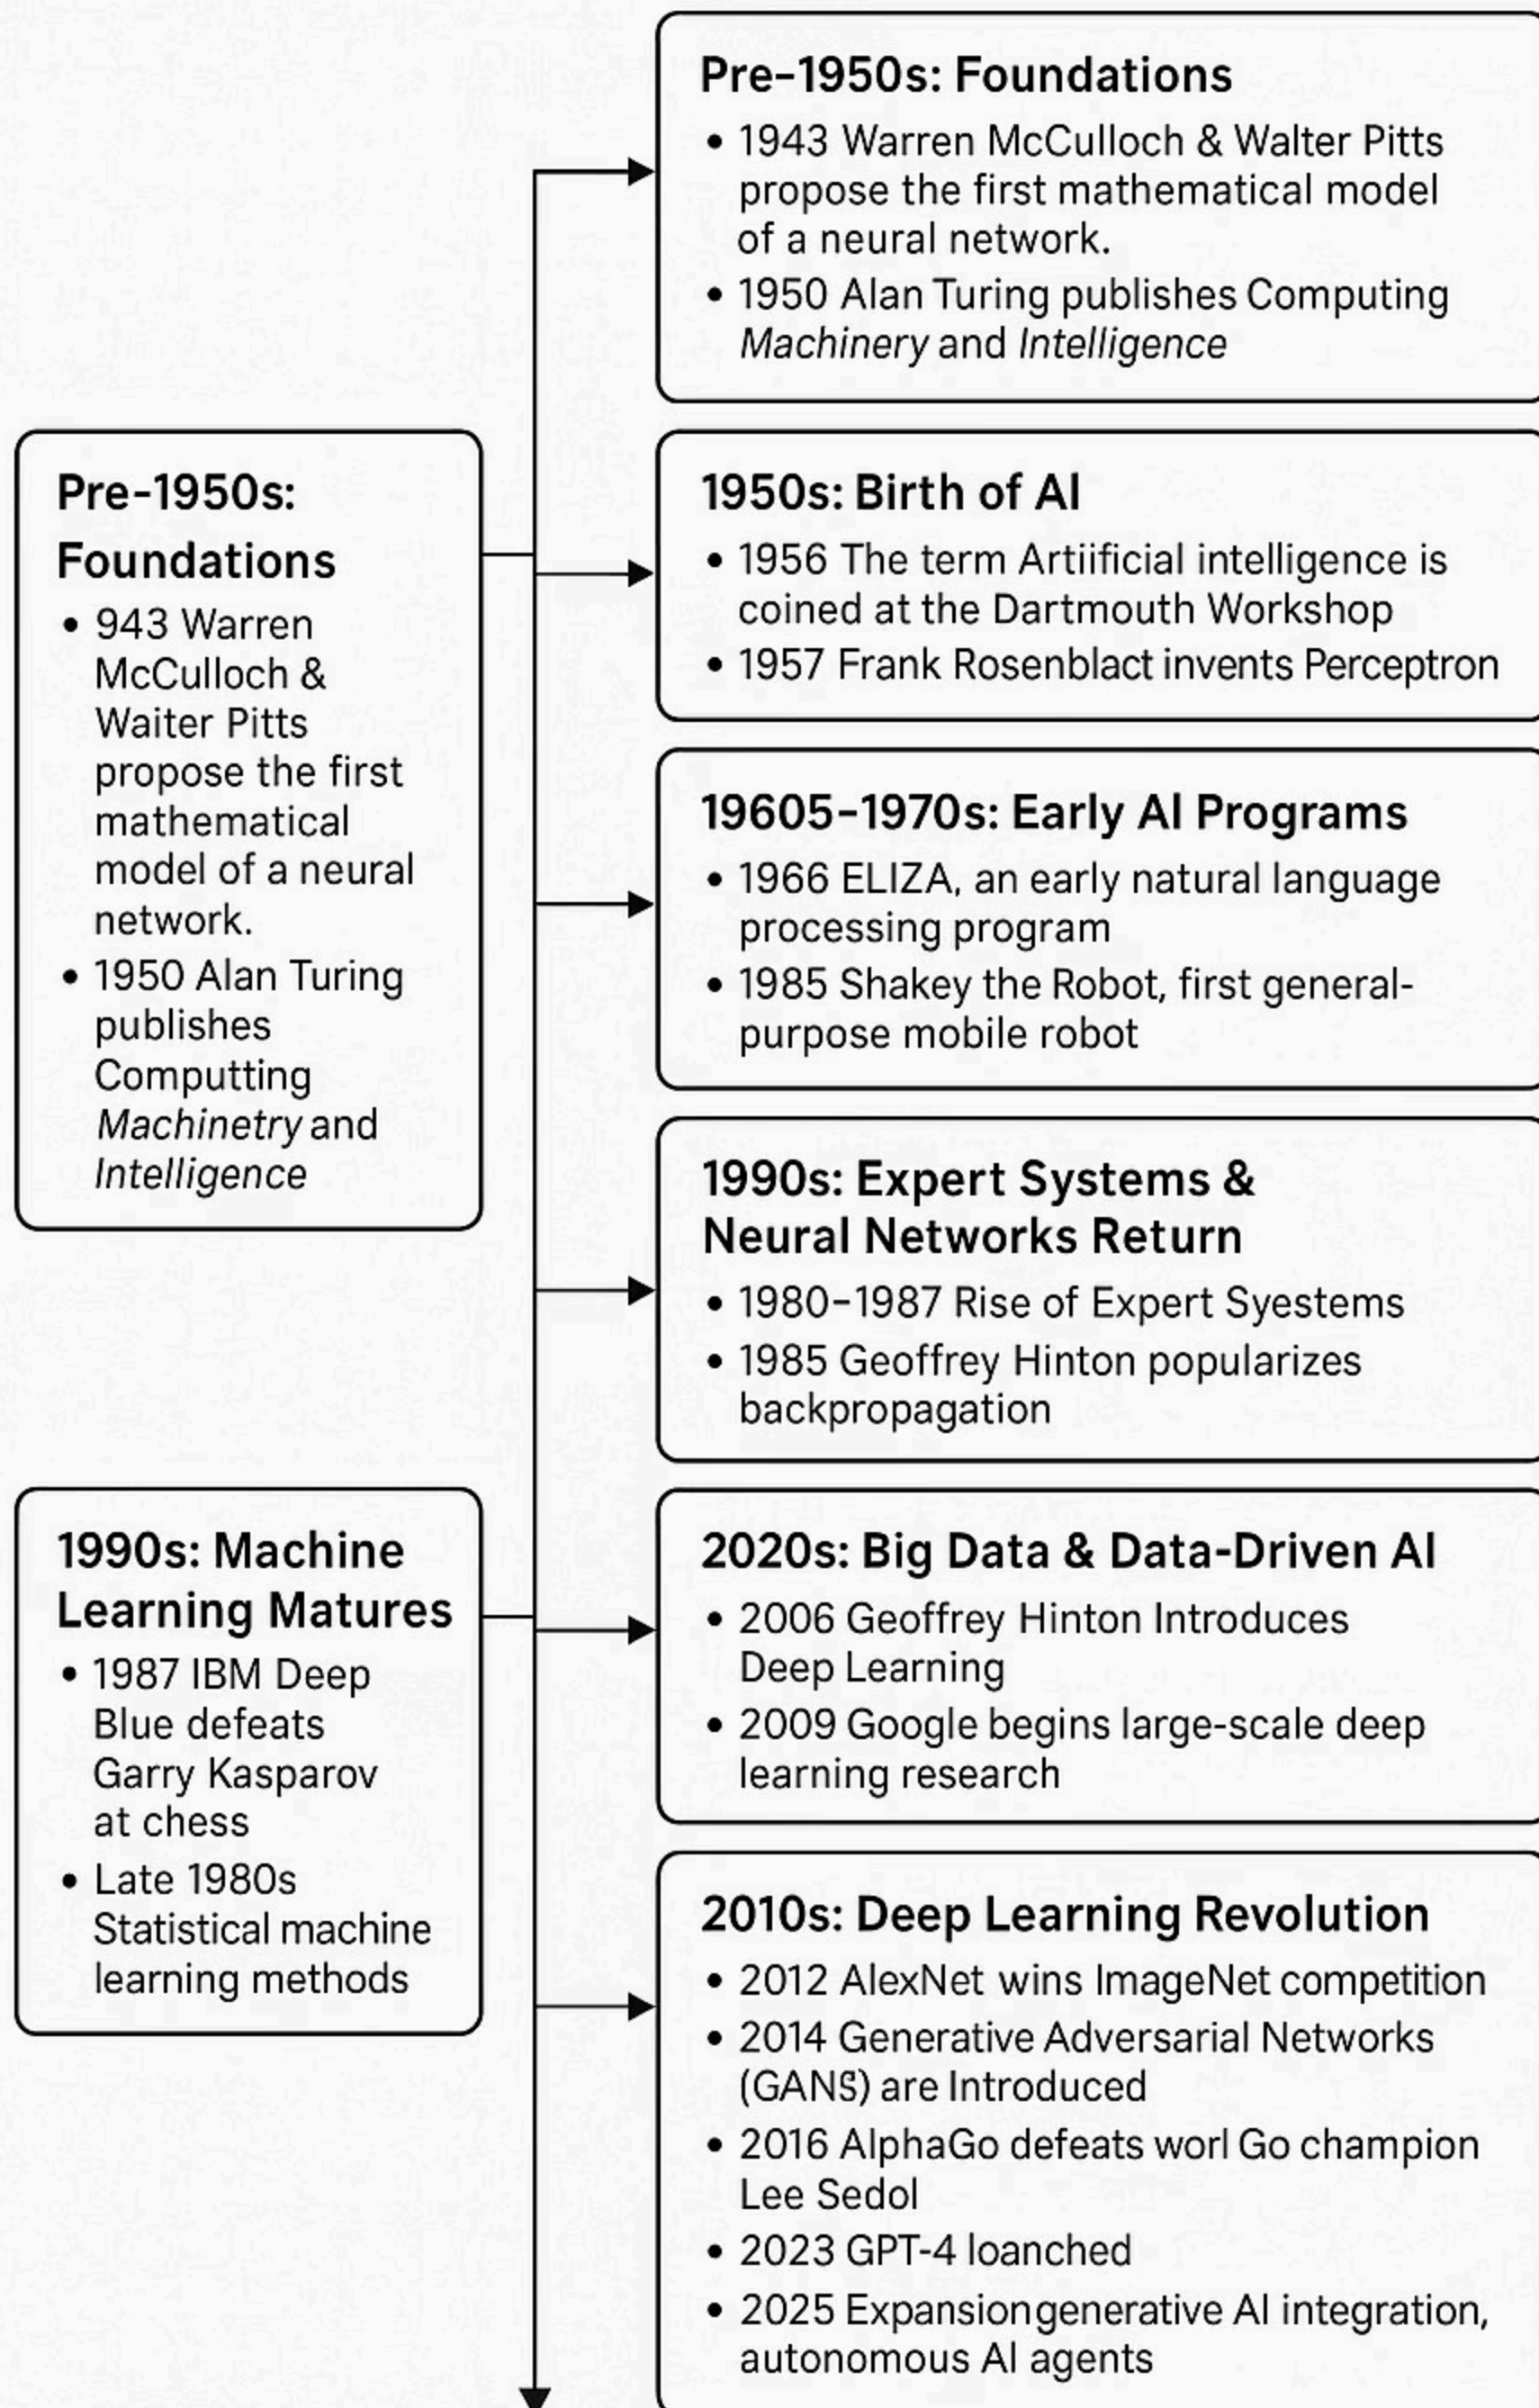 Pre-1950s: Foundations
• 1943 Warren McCulloch & Walter Pitts
propose the first mathematical model
of a neural network.
• 1950 Alan Turing publishes Computing
Machinery and Intelligence
Pre-1950s:
Foundations
• 943 Warren
McCulloch &
Waiter Pitts
propose the first
mathematical
model of a neural
network.
• 1950 Alan Turing
publishes
Computting
Machinetry and
Intelligence
1950s: Birth of AI
• 1956 The term Artiificial intelligence is
coined at the Dartmouth Workshop
• 1957 Frank Rosenblact invents Perceptron
19605-1970s: Early AI Programs
• 1966 ELIZA, an early natural language
processing program
• 1985 Shakey the Robot, first general-
purpose mobile robot
1990s: Expert Systems &
Neural Networks Return
• 1980-1987 Rise of Expert Syestems
• 1985 Geoffrey Hinton popularizes
backpropagation
1990s: Machine
Learning Matures
• 1987 IBM Deep
Blue defeats
Garry Kasparov
at chess
• Late 1980s
Statistical machine
learning methods
2020s: Big Data & Data-Driven AI
• 2006 Geoffrey Hinton Introduces
Deep Learning
• 2009 Google begins large-scale deep
learning research
2010s: Deep Learning Revolution
• 2012 AlexNet wins ImageNet competition
• 2014 Generative Adversarial Networks
(GANS) are Introduced
• 2016 AlphaGo defeats worl Go champion
Lee Sedol
• 2023 GPT-4 loanched
• 2025 Expansiongenerative AI integration,
autonomous AI agents